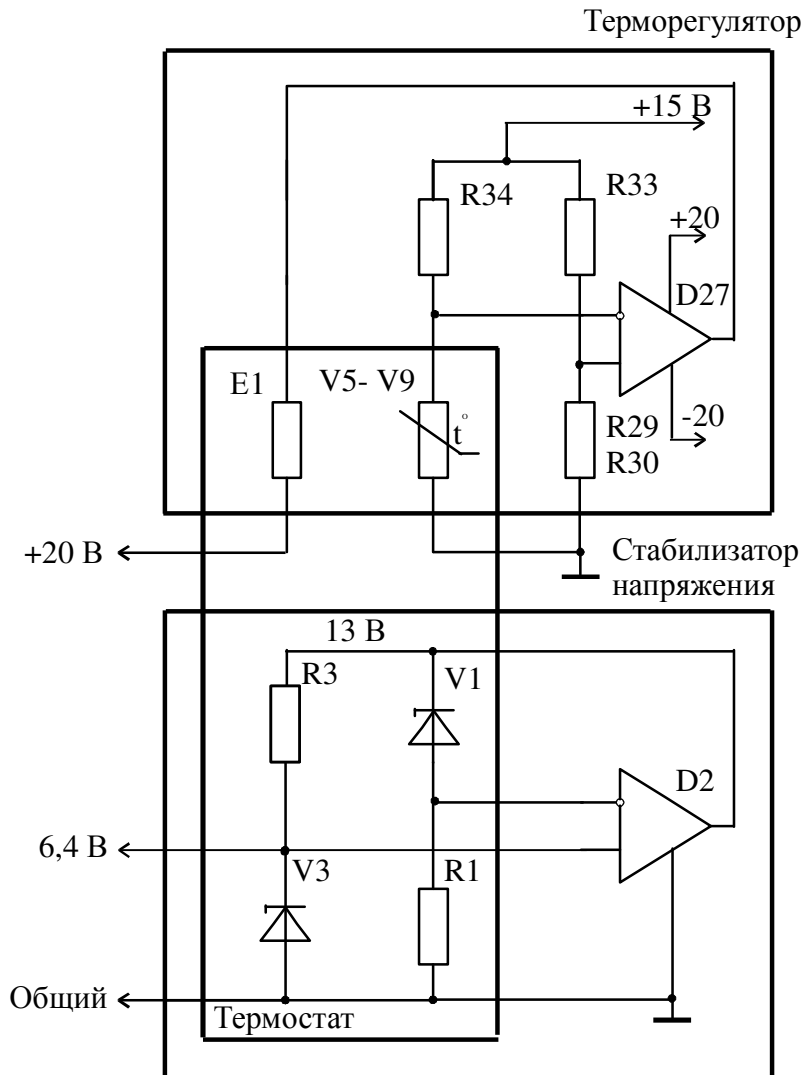 Терморегулятор
+15 В
R34
R33
+20
D27
E1
V5- V9
t°
-20
R29
R30
+20 В
Стабилизатор
напряжения
13 В
R3
V1
D2
6,4 В
V3
R1
Общий
Термостат